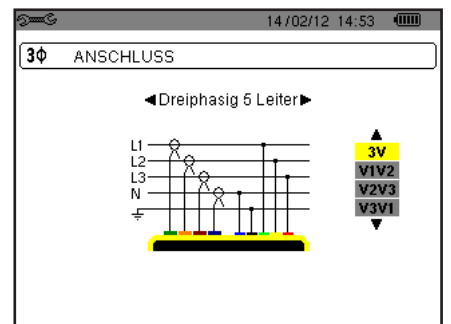 14/02/12 14:53
3Φ ANSCHLUSS
◄Dreiphasig 5 Leiter►
L1
L2
L3
N
3V
V1V2
V2V3
V3V1